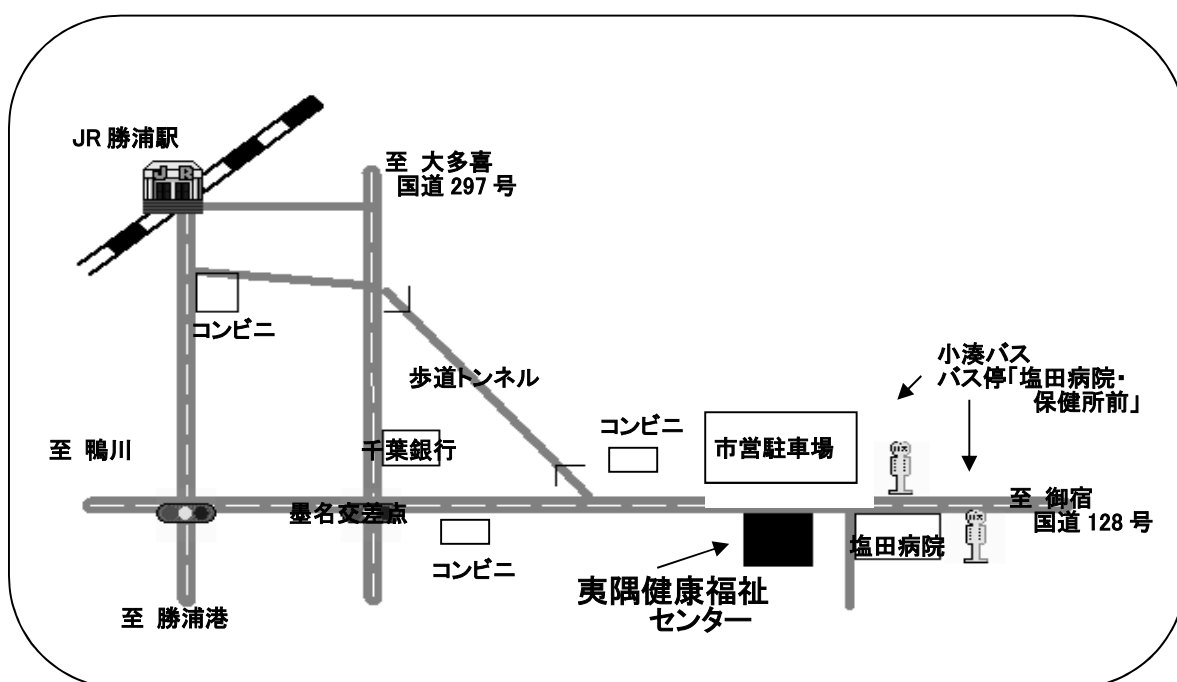 JR 勝浦駅
J R
至 大多喜
国道 297 号
コンビニ
歩道トンネル
小湊バス
バス停「塩田病院・
保健所前」
至 鴨川
千葉銀行
コンビニ
市営駐車場
墨名交差点
至 御宿
国道 128 号
コンビニ
塩田病院
夷隅健康福祉
センター
至 勝浦港